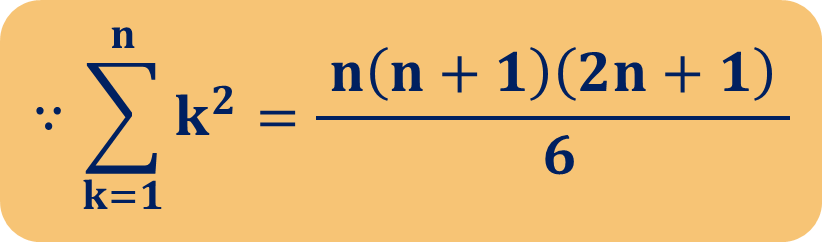 ∵ ∑_{k=1}^{n} k² = n(n + 1)(2n + 1) / 6